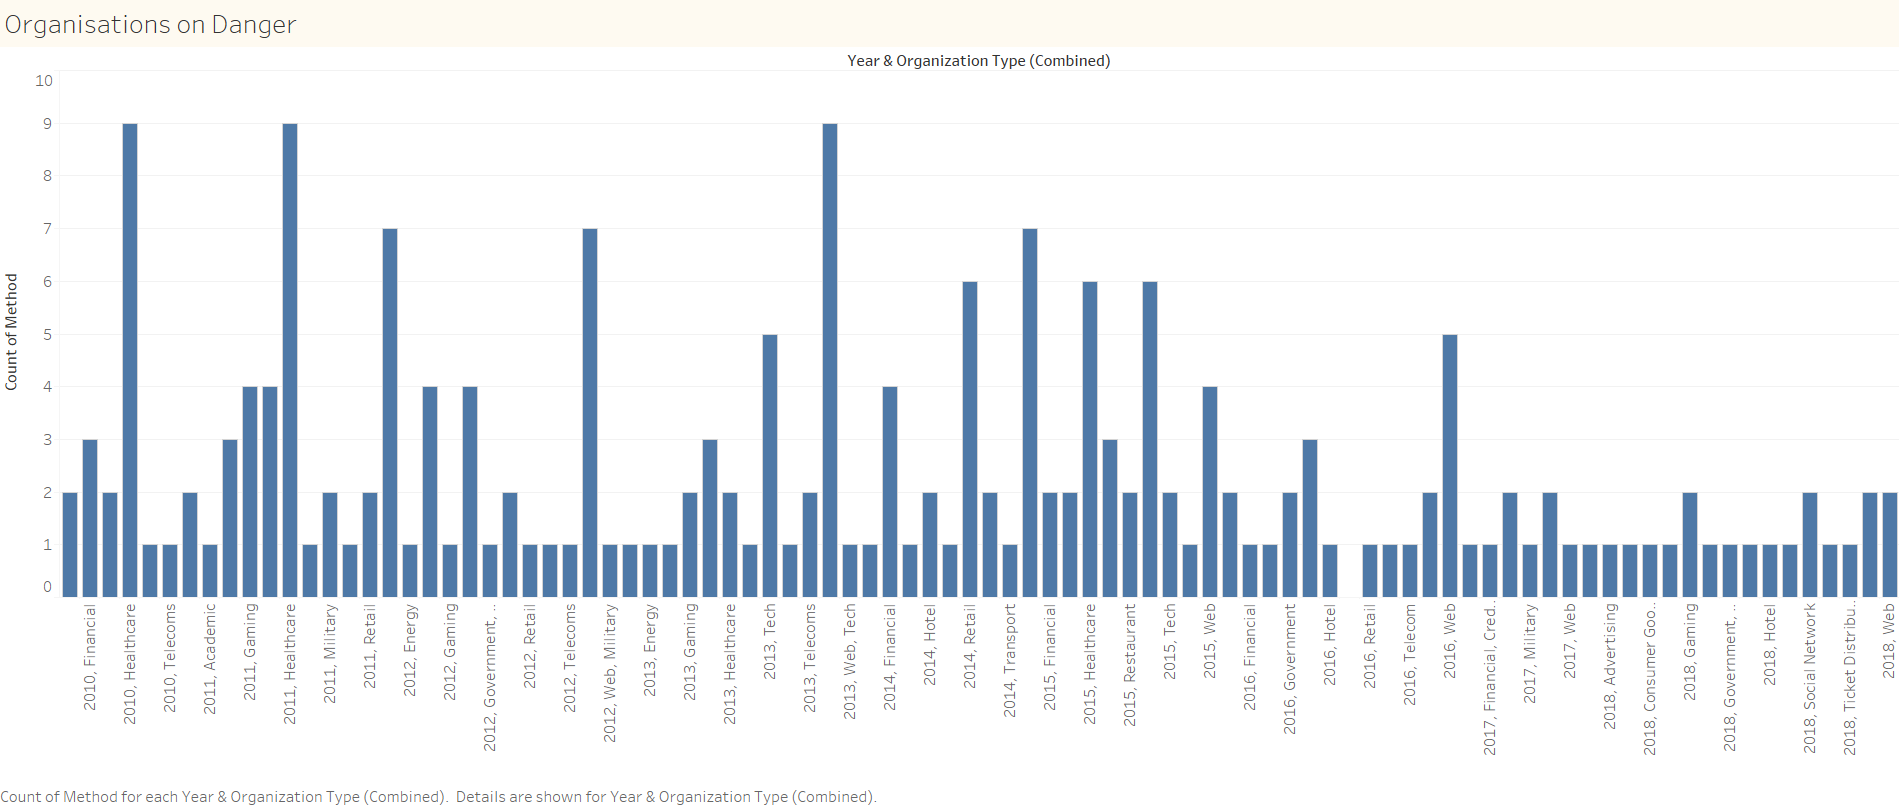 Organisations on Danger
Year & Organization Type (Combined)
Count of Method
10
9
8
7
6
5
4
3
2
1
0
2010, Financial
2010, Healthcare
2010, Telecoms
2011, Academic
2011, Gaming
2011, Healthcare
2011, Military
2011, Retail
2012, Energy
2012, Gaming
2012, Government, ..
2012, Retail
2012, Telecoms
2012, Web, Military
2013, Energy
2013, Gaming
2013, Healthcare
2013, Tech
2013, Telecoms
2013, Web, Tech
2014, Financial
2014, Hotel
2014, Retail
2014, Transport
2015, Financial
2015, Healthcare
2015, Restaurant
2015, Tech
2015, Web
2016, Financial
2016, Government
2016, Hotel
2016, Retail
2016, Telecom
2016, Web
2017, Financial, Cred..
2017, Military
2017, Web
2018, Advertising
2018, Consumer Goo..
2018, Gaming
2018, Government, ..
2018, Hotel
2018, Social Network
2018, Ticket Distribu..
2018, Web
Count of Method for each Year & Organization Type (Combined).  Details are shown for Year & Organization Type (Combined).